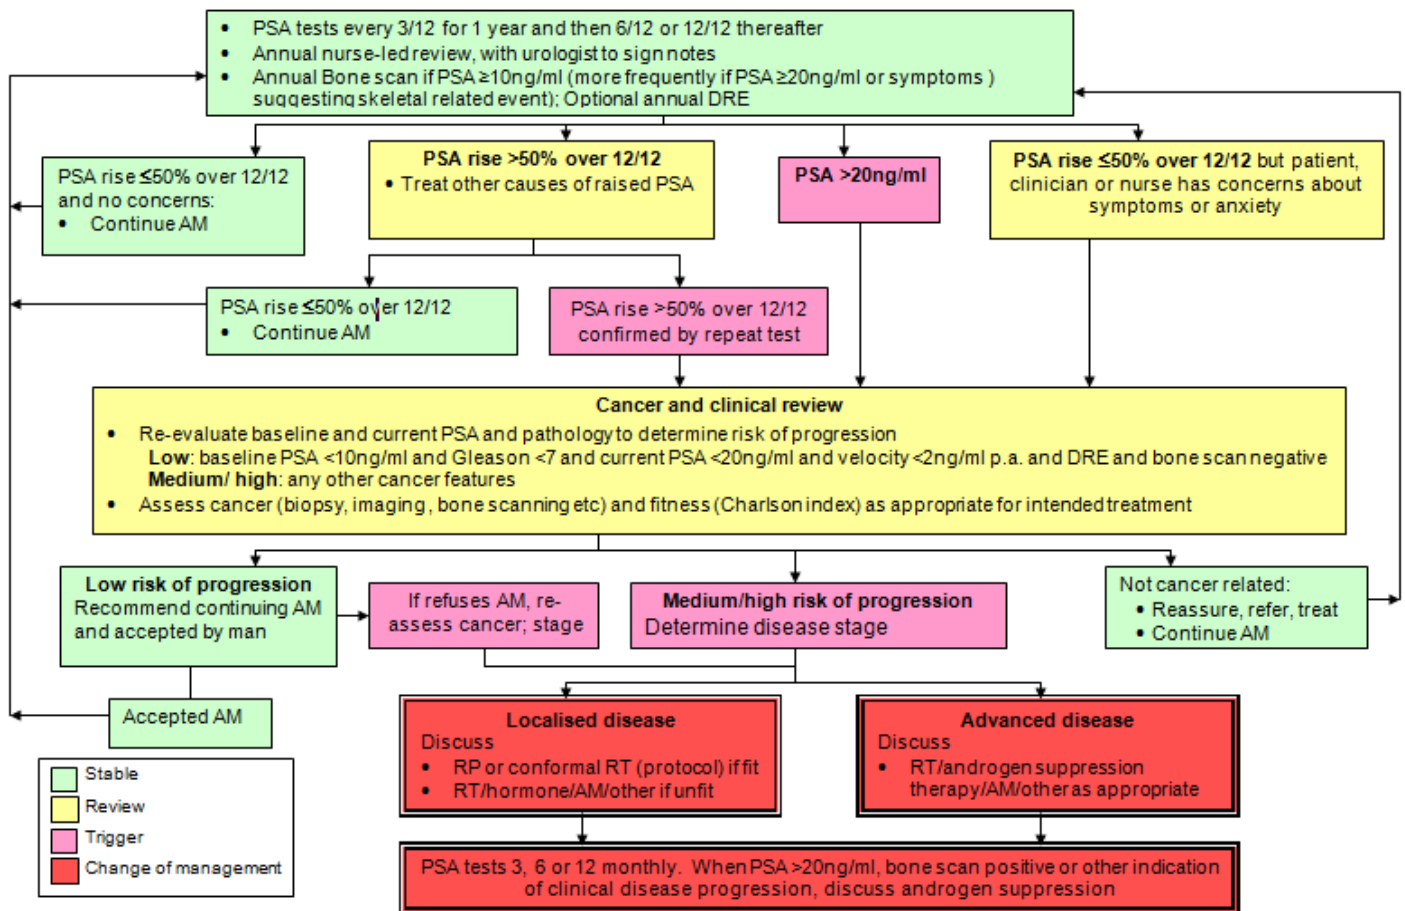 • PSA tests every 3/12 for 1 year and then 6/12 or 12/12 thereafter
• Annual nurse-led review, with urologist to sign notes
• Annual Bone scan if PSA ≥10ng/ml (more frequently if PSA ≥20ng/ml or symptoms )
suggesting skeletal related event); Optional annual DRE
PSA rise ≤50% over 12/12
and no concerns:
• Continue AM
PSA rise >50% over 12/12
• Treat other causes of raised PSA
PSA >20ng/ml
PSA rise ≤50% over 12/12 but patient,
clinician or nurse has concerns about
symptoms or anxiety
PSA rise ≤50% over 12/12
• Continue AM
PSA rise >50% over 12/12
confirmed by repeat test
Cancer and clinical review
• Re-evaluate baseline and current PSA and pathology to determine risk of progression
Low: baseline PSA <10ng/ml and Gleason <7 and current PSA <20ng/ml and velocity <2ng/ml p.a. and DRE and bone scan negative
Medium/ high: any other cancer features
• Assess cancer (biopsy, imaging, bone scanning etc) and fitness (Charlson index) as appropriate for intended treatment
Low risk of progression
Recommend continuing AM
and accepted by man
If refuses AM, re-
assess cancer; stage
Medium/high risk of progression
Determine disease stage
Not cancer related:
• Reassure, refer, treat
• Continue AM
Accepted AM
Localised disease
Discuss
• RP or conformal RT (protocol) if fit
• RT/hormone/AM/other if unfit
Advanced disease
Discuss
• RT/androgen suppression
therapy/AM/other as appropriate
Stable
Review
Trigger
Change of management
PSA tests 3, 6 or 12 monthly. When PSA >20ng/ml, bone scan positive or other indication
of clinical disease progression, discuss androgen suppression